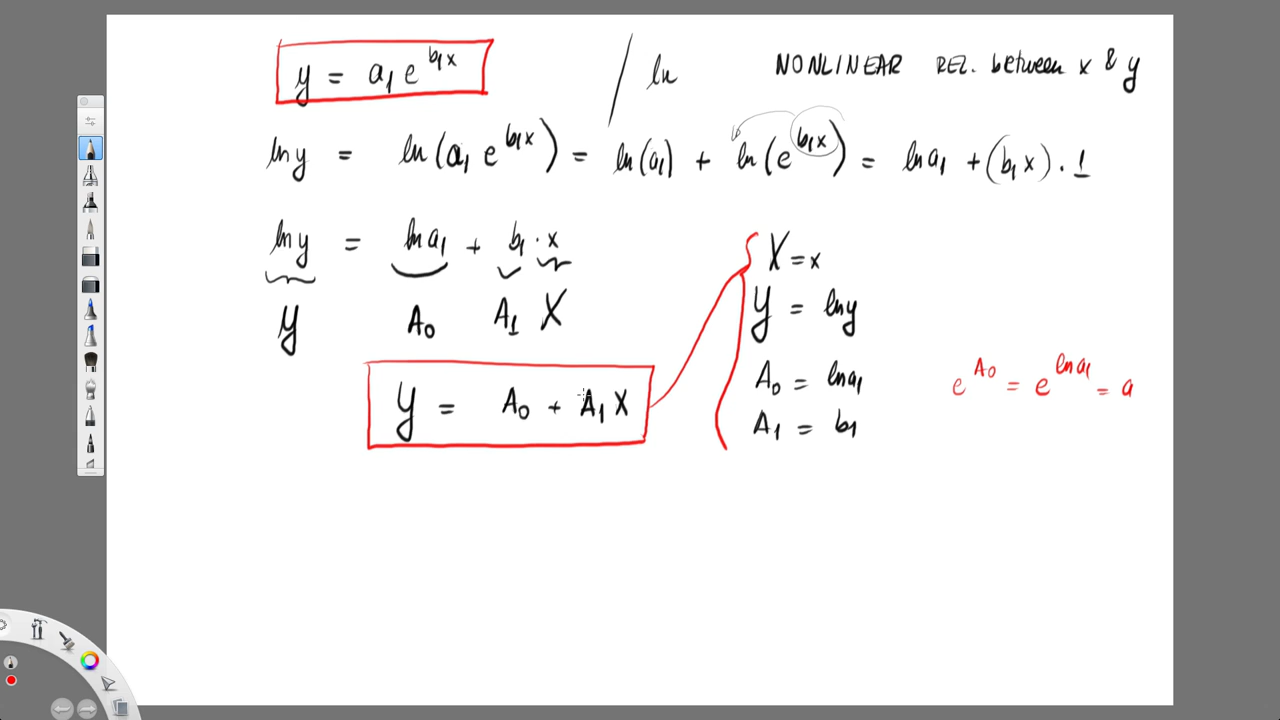 y = a₁ e^(b₁x) / ln NONLINEAR REL. between x & y
ln y = ln(a₁ e^(b₁x)) = ln(a₁) + ln(e^(b₁x)) = ln a₁ + (b₁x) · 1
ln y = ln a₁ + b₁ · x
Y A₀ A₁ X
Y = A₀ + A₁ X
X = x
Y = ln y
A₀ = ln a₁
A₁ = b₁
e^(A₀) = e^(ln a₁) = a